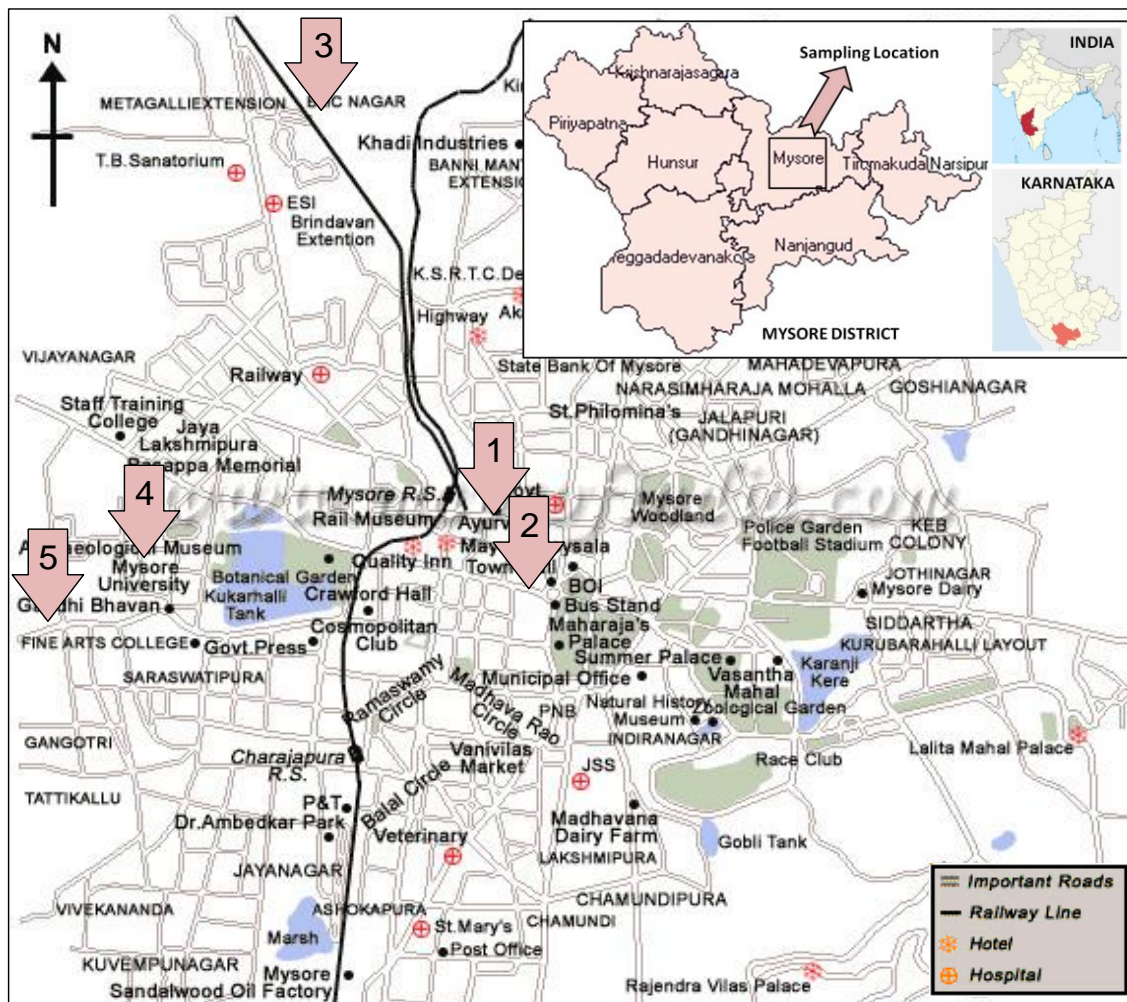 N
3
METAGALLIEXTENSION
NAGAR
Khadi Industries
T.B.Sanatorium
BANNI
EXTENSION
ESI
Brindavan
Extention
K.S.R.T.C.
Highway
VIJAYANAGAR
Railway
State Bank Of Mysore
MAHADEVAPURA
NARASIMHARAJA MOHALLA
GOSHIANAGAR
Staff Training
College
Jaya
Lakshmipura
Memorial
St.Philomina's
JALAPURI
(GANDHINAGAR)
1
2
4
5
Mysore R.S.
Rail Museum
Mysore
Woodland
Police Garden
Football Stadium
KEB
COLONY
Museum
Mysore
University
Botanical Garden
Kukarhalli
Tank
Quality Inn
Crawford Hall
Town
BOI
JOTHINAGAR
Mysore Dairy
Bhavan
Bus Stand
Maharaja's
Palace
FINE ARTS COLLEGE
Govt.Press
Cosmopolitan
Club
SIDDARTHA
KURUBARAHALLI LAYOUT
SARASWATIPURA
Summer Palace
Municipal Office
Vasantha
Mahal
Karanji
Kere
Ramaswamy
Circle
Madhava Rao
Circle
PNB
Natural History
Museum
Zoological Garden
INDIRANAGAR
GANGOTRI
Charajapura
R.S.
Vanivilas
Market
Race Club
Lalita Mahal Palace
TATTIKALLU
P&T
Dr.Ambedkar Park
Balal Circle
JSS
Madhavana
Dairy Farm
Veterinary
Gobli Tank
LAKSHMIPURA
JAYANAGAR
CHAMUNDIPURA
VIVEKANANDA
ASHOKAPURA
CHAMUNDI
St.Mary's
Post Office
Marsh
KUVEMPUNAGAR
Mysore
Sandalwood Oil Factory
Rajendra Vilas Palace
Sampling Location
Krishnarajasagara
Piriyapatna
Hunsur
Mysore
Narsipur
Nanjangud
MYSORE DISTRICT
INDIA
KARNATAKA
Important Roads
Railway Line
Hotel
Hospital